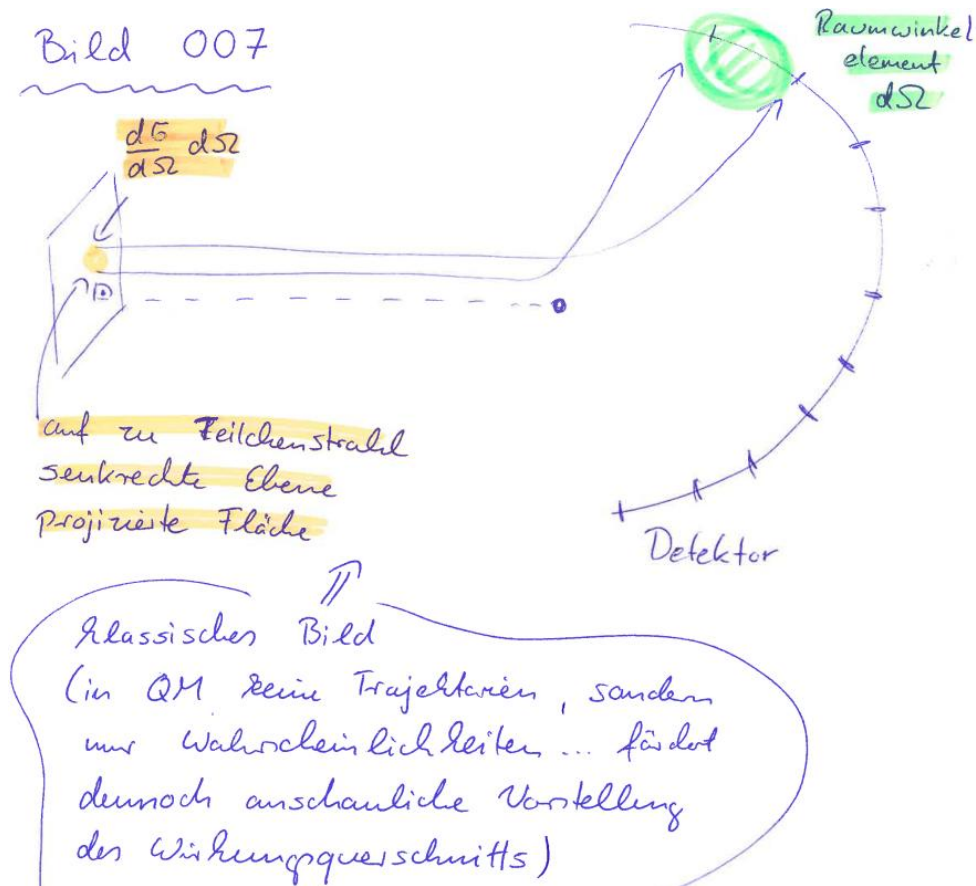 Bild 007
Raumwinkel
element
dΩ
dσ/dΩ dΩ
auf zu Teilchenstrahl
senkrechte Ebene
projizierte Fläche
Detektor
klassisches Bild
(in QM keine Trajektorien, sondern
nur Wahrscheinlichkeiten... fördert
dennoch anschauliche Vorstellung
des Wirkungsquerschnitts)